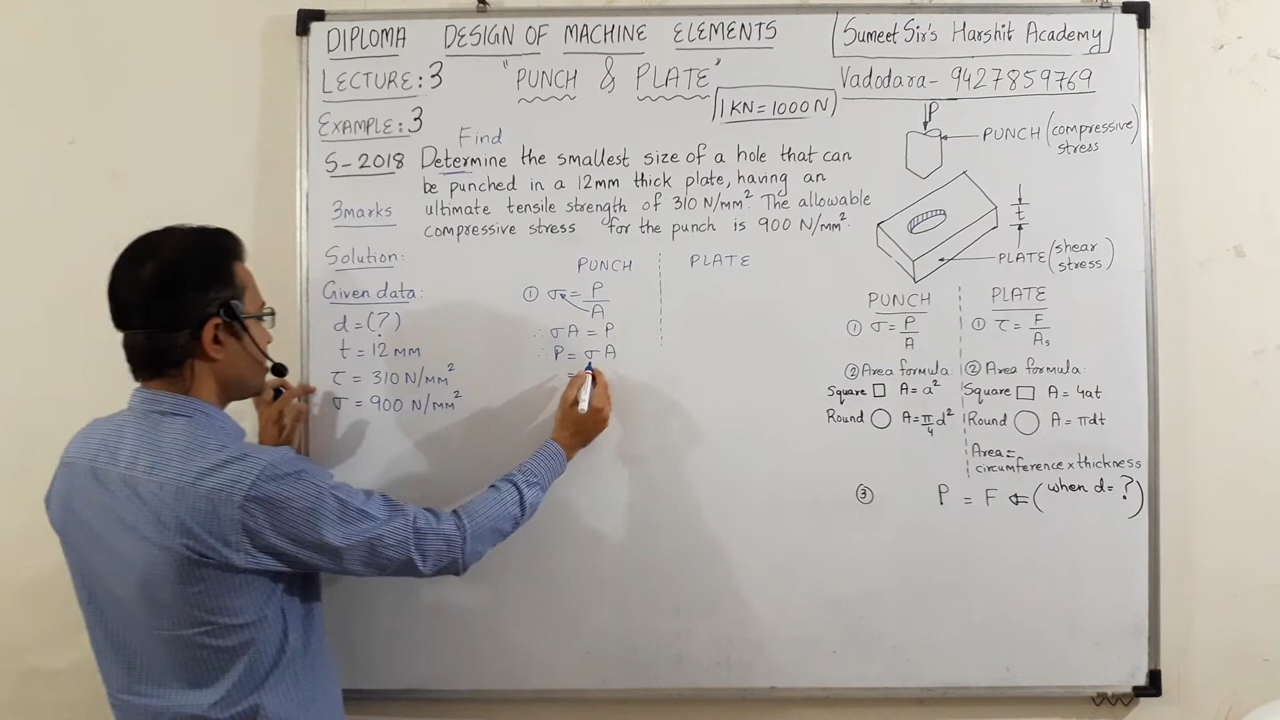 DIPLOMA DESIGN OF MACHINE ELEMENTS
Sumeet Sir's Harshit Academy
LECTURE:3 "PUNCH & PLATE"
Vadodara- 9427859769
1 KN = 1000 N
EXAMPLE:3
Find
S-2018 Determine the smallest size of a hole that can
be punched in a 12mm thick plate, having an
3marks ultimate tensile strength of 310 N/mm². The allowable
compressive stress for the punch is 900 N/mm².
P
PUNCH (compressive
stress)
t
PLATE (shear
stress)
Solution:
Given data:
d = (?)
t = 12 MM
τ = 310 N/MM²
σ = 900 N/MM²
PUNCH PLATE
① σ = P/A
∴ σ A = P
∴ P = σ A
=
PUNCH PLATE
① σ = P/A ① τ = F/As
② Area formula: ② Area formula:
Square □ A = a² Square □ A = 4at
Round ○ A = π/4 d² Round ○ A = πdt
Area =
circumference x thickness
③ P = F ⇐ (when d = ?)